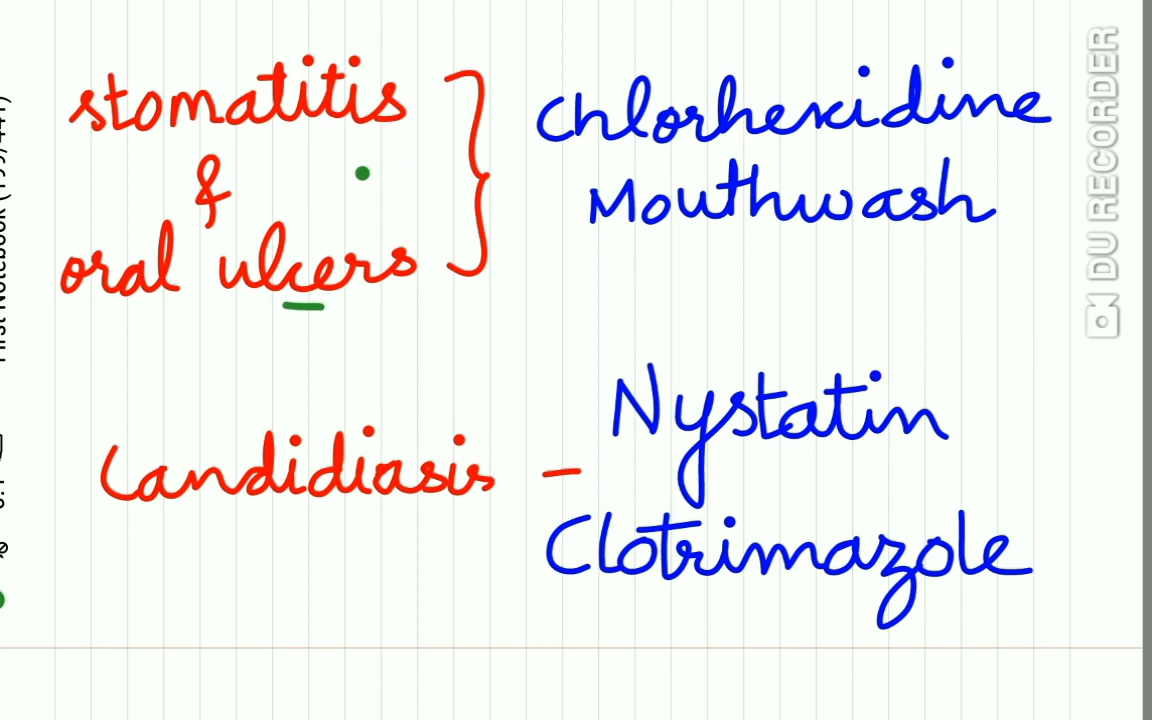 stomatitis
&
oral ulcers
Chlorhexidine
Mouthwash
Candidiasis -
Nystatin
Clotrimazole
DU RECORDER